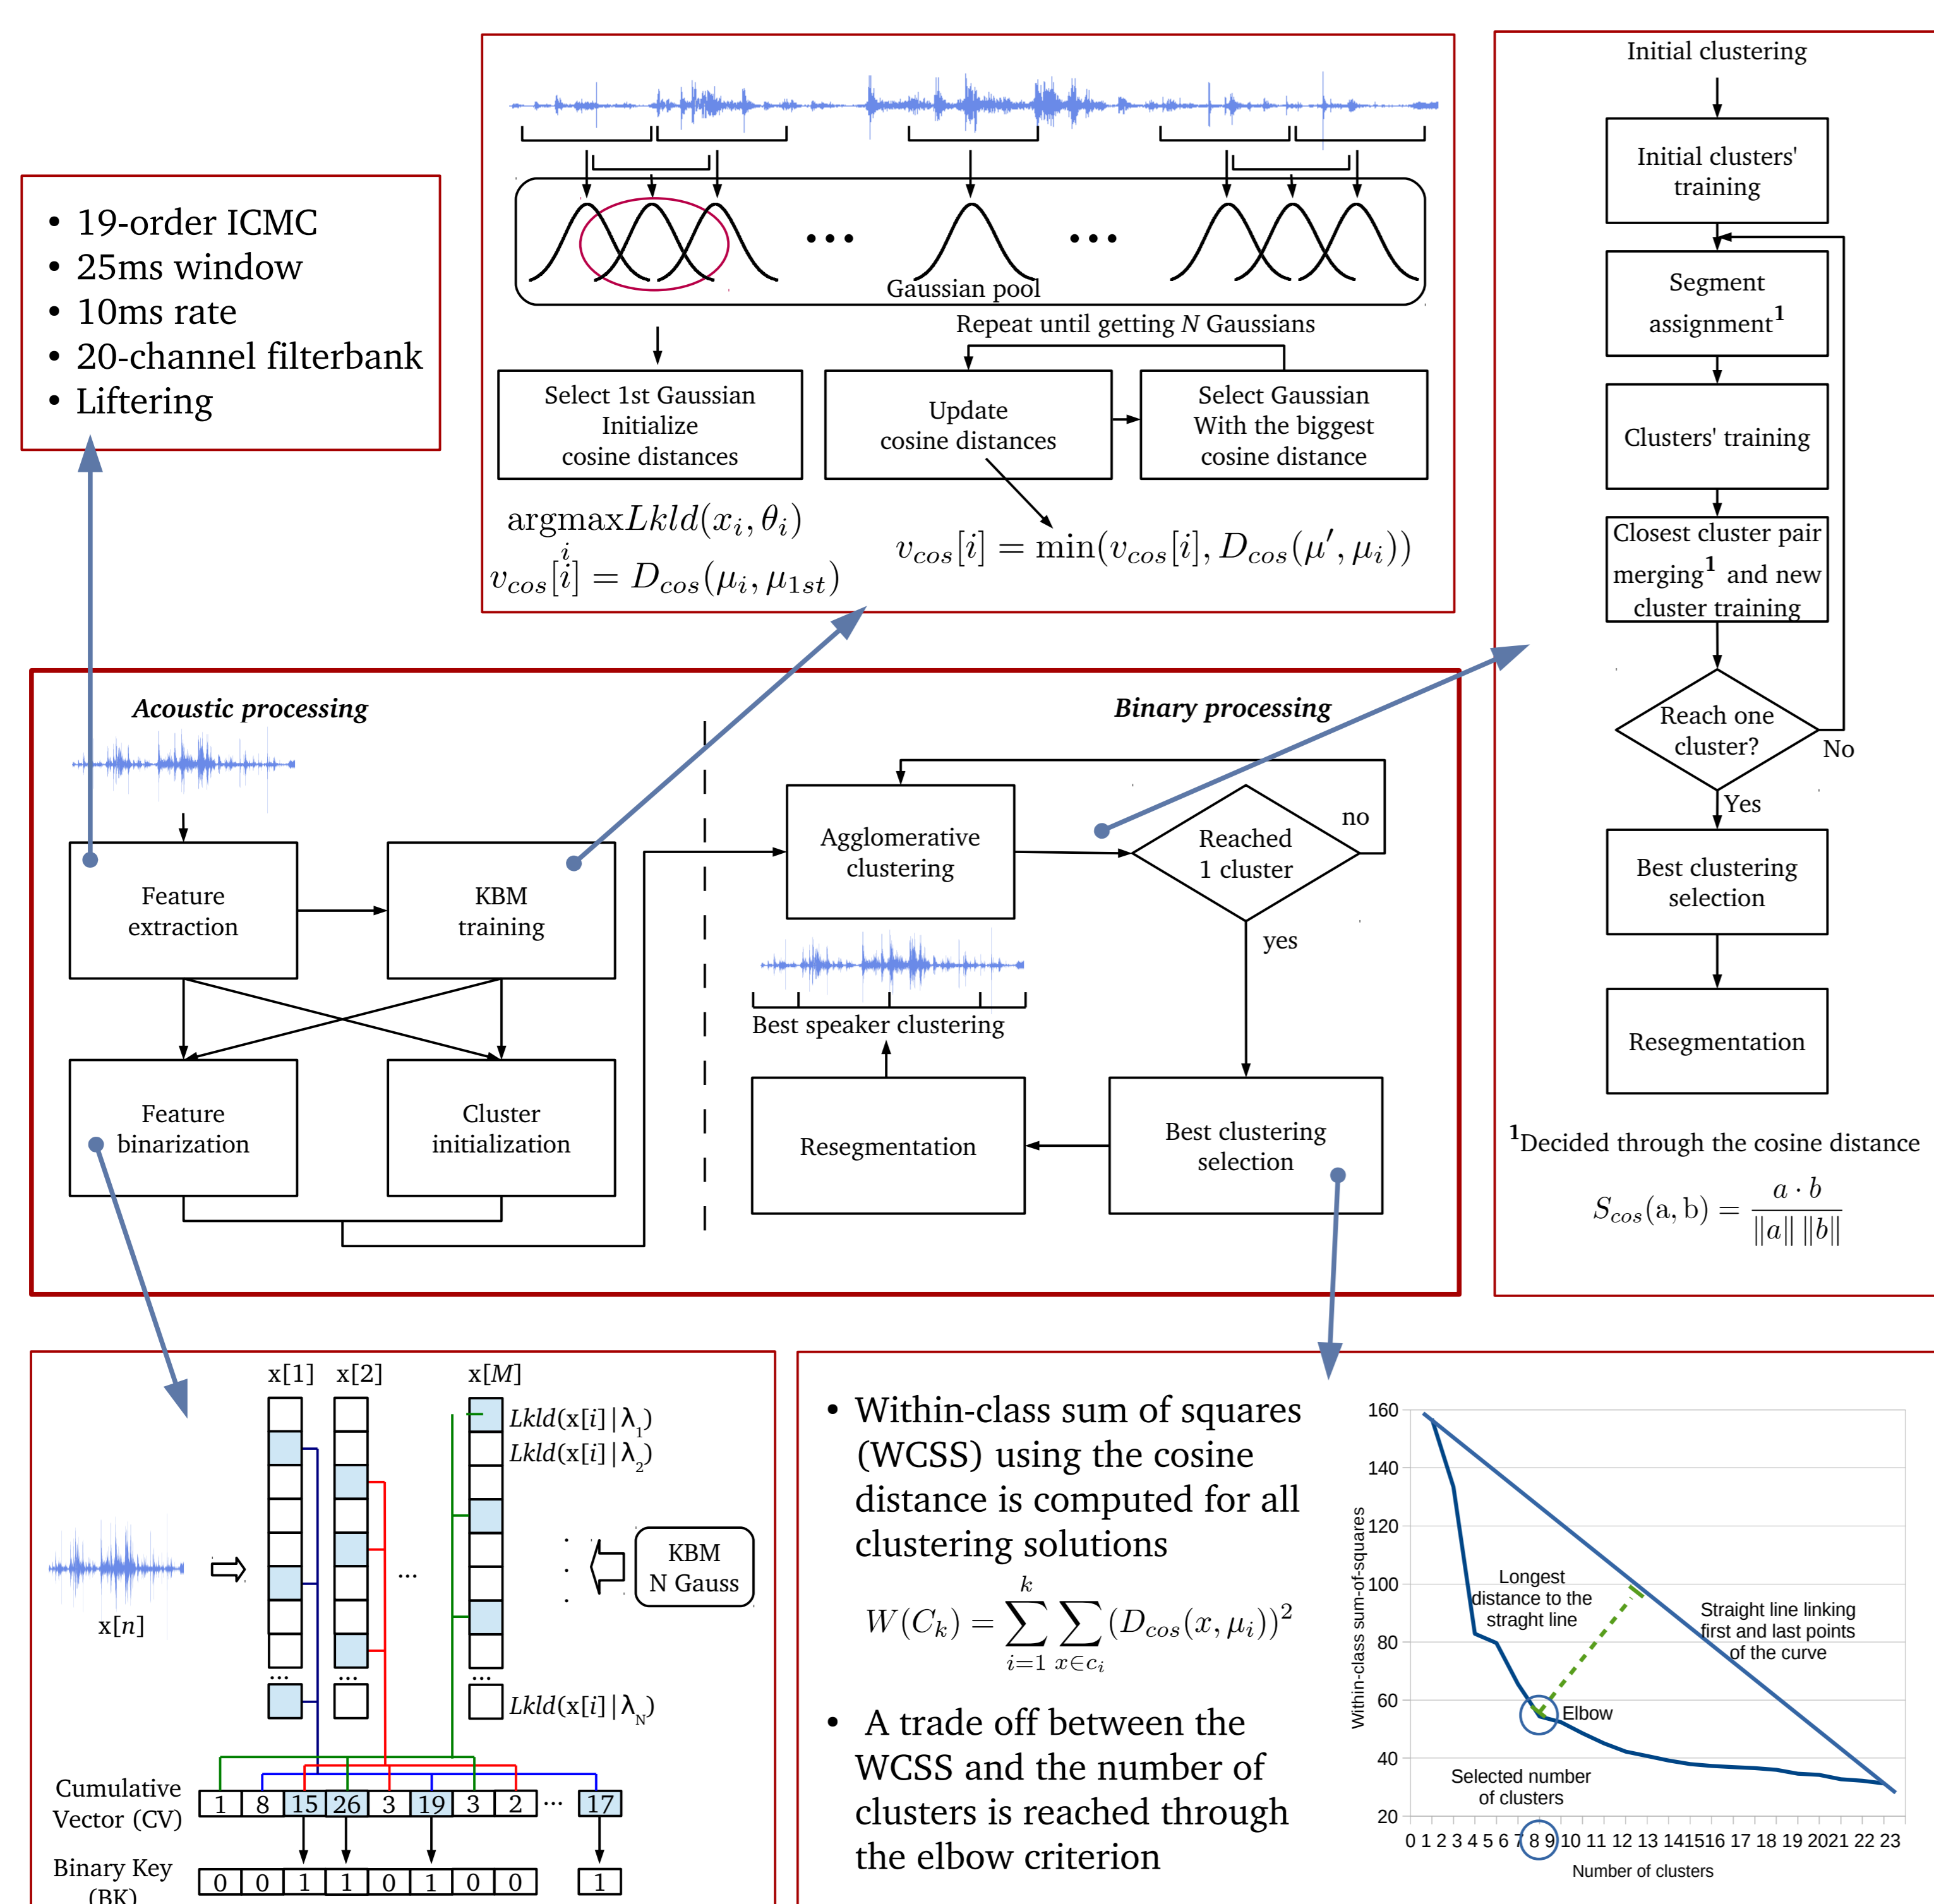 Initial clustering
Initial clusters'
training
Segment
assignment¹
Clusters' training
Closest cluster pair
merging¹ and new
cluster training
Reach one
cluster?
No
Yes
Best clustering
selection
Resegmentation
¹Decided through the cosine distance
S_cos(a, b) = a · b / ‖a‖ ‖b‖
• 19-order ICMC
• 25ms window
• 10ms rate
• 20-channel filterbank
• Liftering
...
...
Gaussian pool
Repeat until getting N Gaussians
Select 1st Gaussian
Initialize
cosine distances
Update
cosine distances
Select Gaussian
With the biggest
cosine distance
argmax Lkld(x_i, θ_i)
i
v_cos[i] = D_cos(μ_i, μ_1st)
v_cos[i] = min(v_cos[i], D_cos(μ′, μ_i))
Acoustic processing
Binary processing
Feature
extraction
KBM
training
Feature
binarization
Cluster
initialization
Agglomerative
clustering
Reached
1 cluster
no
yes
Best speaker clustering
Resegmentation
Best clustering
selection
x[1] x[2] x[M]
Lkld(x[i]|λ_1)
Lkld(x[i]|λ_2)
...
KBM
N Gauss
x[n]
... ... ...
Lkld(x[i]|λ_N)
Cumulative
Vector (CV)
1 8 15 26 3 19 3 2 ... 17
Binary Key
(BK)
0 0 1 1 0 1 0 0 1
• Within-class sum of squares
(WCSS) using the cosine
distance is computed for all
clustering solutions
W(C_k) = ∑_{i=1}^{k} ∑_{x∈c_i} (D_cos(x, μ_i))²
• A trade off between the
WCSS and the number of
clusters is reached through
the elbow criterion
Within-class sum-of-squares
160
140
120
100
80
60
40
20
Longest
distance to the
straght line
Straight line linking
first and last points
of the curve
Elbow
Selected number
of clusters
0 1 2 3 4 5 6 7 8 9 10 11 12 13 14 15 16 17 18 19 20 21 22 23
Number of clusters